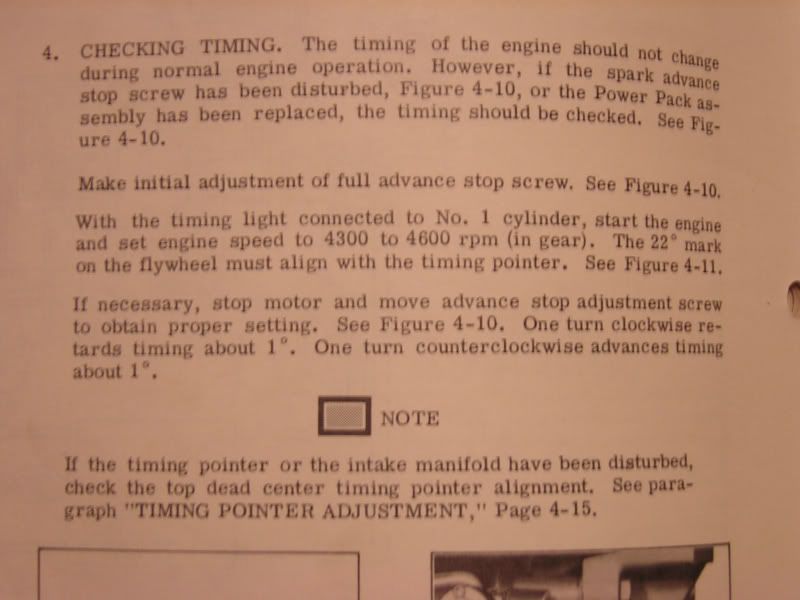 4. CHECKING TIMING. The timing of the engine should not change
during normal engine operation. However, if the spark advance
stop screw has been disturbed, Figure 4-10, or the Power Pack as-
sembly has been replaced, the timing should be checked. See Fig-
ure 4-10.
Make initial adjustment of full advance stop screw. See Figure 4-10.
With the timing light connected to No. 1 cylinder, start the engine
and set engine speed to 4300 to 4600 rpm (in gear). The 22° mark
on the flywheel must align with the timing pointer. See Figure 4-11.
If necessary, stop motor and move advance stop adjustment screw
to obtain proper setting. See Figure 4-10. One turn clockwise re-
tards timing about 1°. One turn counterclockwise advances timing
about 1°.
NOTE
If the timing pointer or the intake manifold have been disturbed,
check the top dead center timing pointer alignment. See para-
graph "TIMING POINTER ADJUSTMENT," Page 4-15.